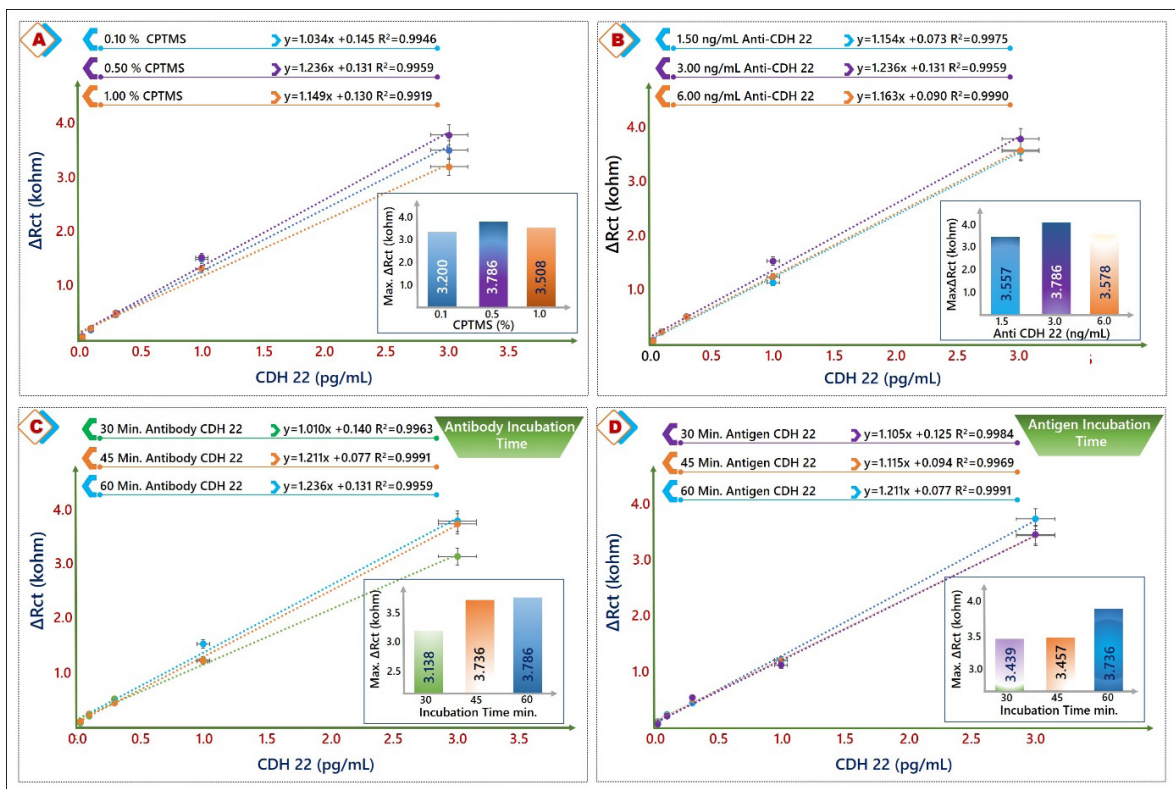 A
0.10 % CPTMS y=1.034x +0.145 R²=0.9946
0.50 % CPTMS y=1.236x +0.131 R²=0.9959
1.00 % CPTMS y=1.149x +0.130 R²=0.9919
ΔRct (kohm)
4.0
3.0
2.0
1.0
0.0 0.5 1.0 1.5 2.0 2.5 3.0 3.5
CDH 22 (pg/mL)
Max. ΔRct (kohm)
4.0
3.0
2.0
1.0
3.200 3.786 3.508
0.1 0.5 1.0
CPTMS (%)
B
1.50 ng/mL Anti-CDH 22 y=1.154x +0.073 R²=0.9975
3.00 ng/mL Anti-CDH 22 y=1.236x +0.131 R²=0.9959
6.00 ng/mL Anti-CDH 22 y=1.163x +0.090 R²=0.9990
ΔRct (kohm)
4.0
3.0
2.0
1.0
0.0 0.5 1.0 1.5 2.0 2.5 3.0
CDH 22 (pg/mL)
MaxΔRct (kohm)
4.0
3.0
2.0
1.0
3.557 3.786 3.578
1.5 3.0 6.0
Anti CDH 22 (ng/mL)
C
Antibody Incubation
Time
30 Min. Antibody CDH 22 y=1.010x +0.140 R²=0.9963
45 Min. Antibody CDH 22 y=1.211x +0.077 R²=0.9991
60 Min. Antibody CDH 22 y=1.236x +0.131 R²=0.9959
ΔRct (kohm)
4.0
3.0
2.0
1.0
0.0 0.5 1.0 1.5 2.0 2.5 3.0 3.5
CDH 22 (pg/mL)
Max. ΔRct (kohm)
3.5
3.0
2.5
3.138 3.736 3.786
30 45 60
Incubation Time min.
D
Antigen Incubation
Time
30 Min. Antigen CDH 22 y=1.105x +0.125 R²=0.9984
45 Min. Antigen CDH 22 y=1.115x +0.094 R²=0.9969
60 Min. Antigen CDH 22 y=1.211x +0.077 R²=0.9991
ΔRct (kohm)
4.0
3.0
2.0
1.0
0.0 0.5 1.0 1.5 2.0 2.5 3.0
CDH 22 (pg/mL)
Max. ΔRct (kohm)
4.0
3.5
3.0
3.439 3.457 3.736
30 45 60
Incubation Time min.